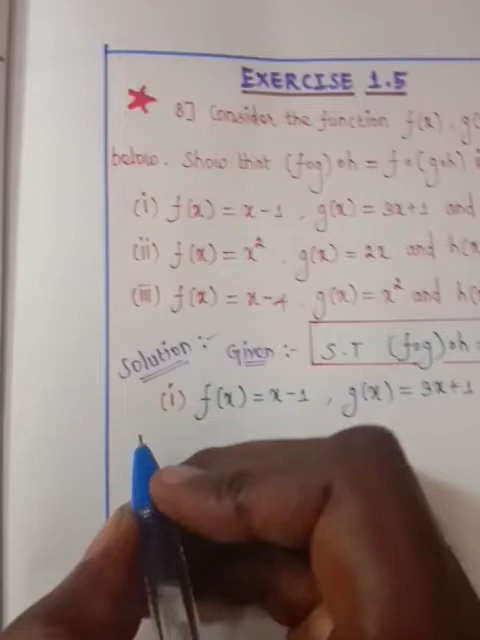 EXERCISE 1.5
★ 8] Consider the function f(x), g(
below. Show that (fog)oh = fo(goh) i
(i) f(x) = x-1, g(x) = 3x+1 and
(ii) f(x) = x², g(x) = 2x and h(x
(iii) f(x) = x-4, g(x) = x² and h(
Solution:- Given:- S.T (fog)oh =
(i) f(x) = x-1, g(x) = 3x+1